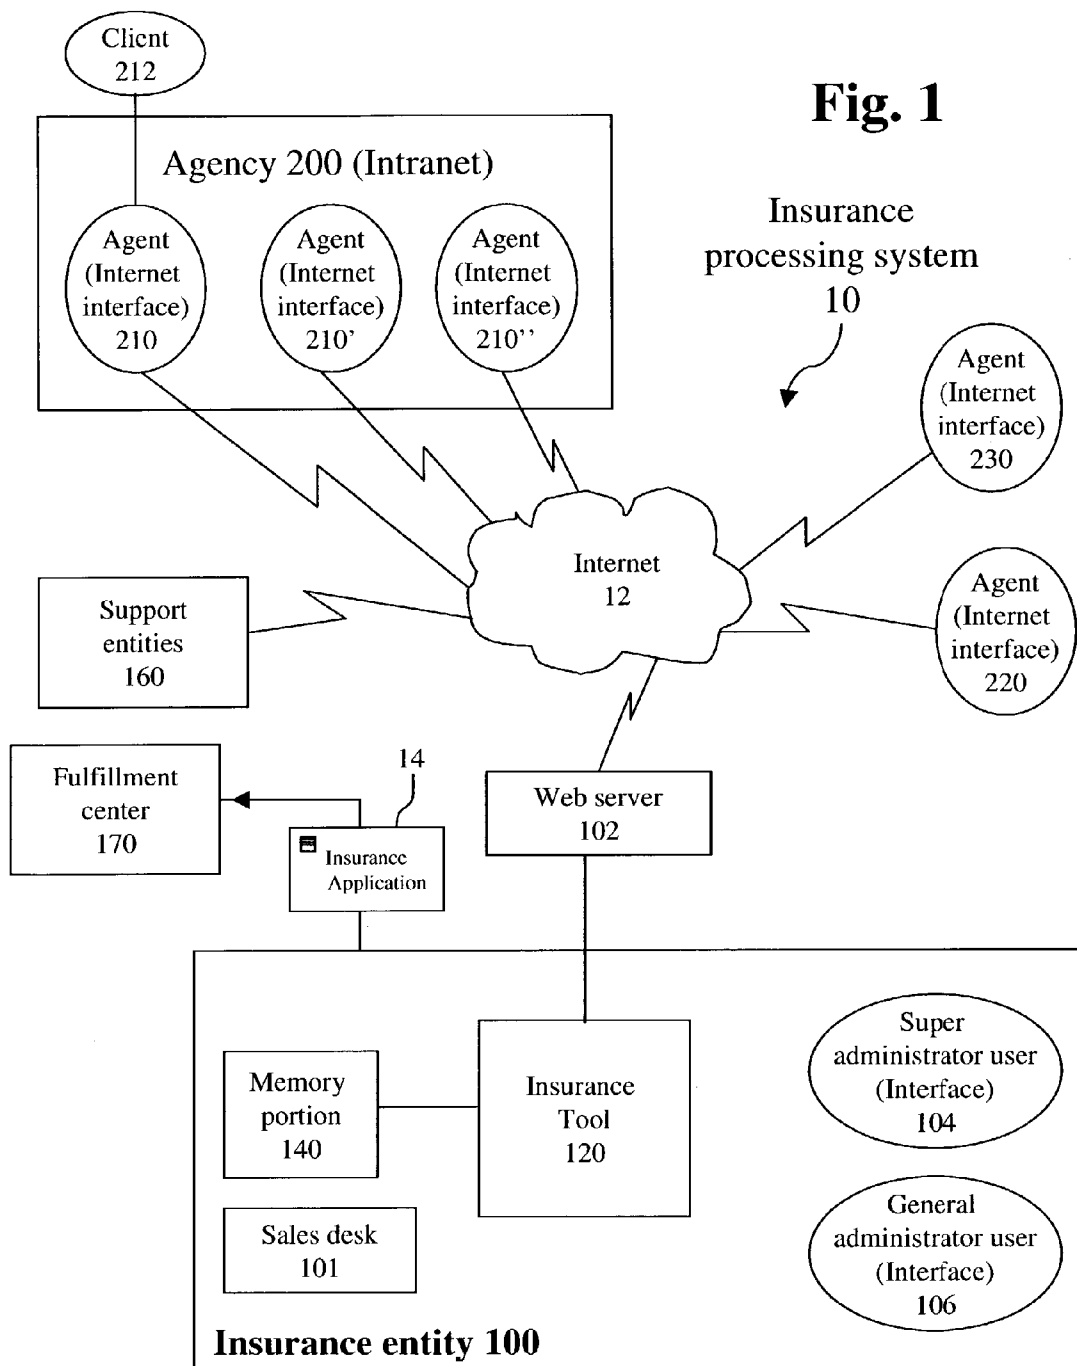 Client
212
Fig. 1
Agency 200 (Intranet)
Agent
(Internet
interface)
210
Agent
(Internet
interface)
210'
Agent
(Internet
interface)
210''
Insurance
processing system
10
Agent
(Internet
interface)
230
Internet
12
Support
entities
160
Agent
(Internet
interface)
220
Fulfillment
center
170
14
Insurance
Application
Web server
102
Memory
portion
140
Insurance
Tool
120
Super
administrator user
(Interface)
104
Sales desk
101
General
administrator user
(Interface)
106
Insurance entity 100